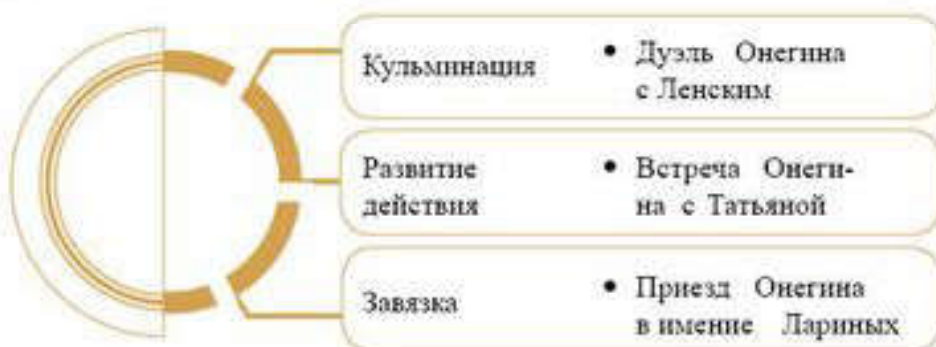 Кульминация
• Дуэль Онегина
с Ленским
Развитие
действия
• Встреча Онеги-
на с Татьяной
Завязка
• Приезд Онегина
в имение Лариных